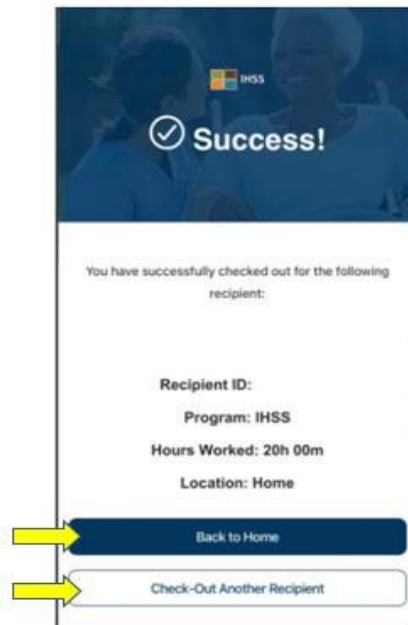 IHSS
Success!
You have successfully checked out for the following
recipient:
Recipient ID:
Program: IHSS
Hours Worked: 20h 00m
Location: Home
Back to Home
Check-Out Another Recipient